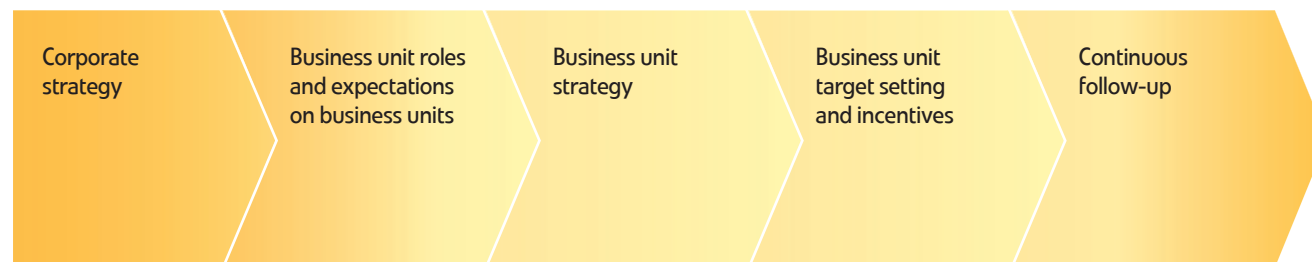 Corporate
strategy
Business unit roles
and expectations
on business units
Business unit
strategy
Business unit
target setting
and incentives
Continuous
follow-up